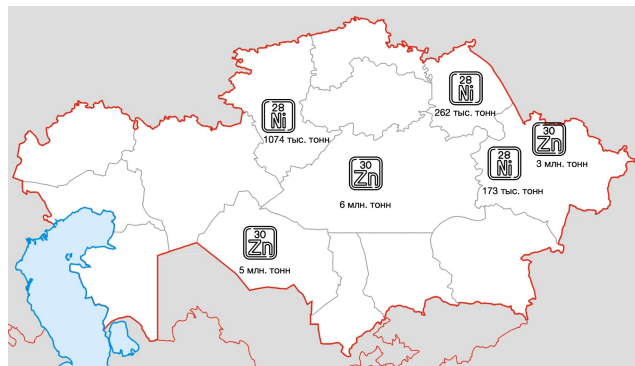 28
Ni
262 тыс. тонн
28
Ni
1074 тыс. тонн
30
Zn
3 млн. тонн
28
Ni
173 тыс. тонн
30
Zn
6 млн. тонн
30
Zn
5 млн. тонн